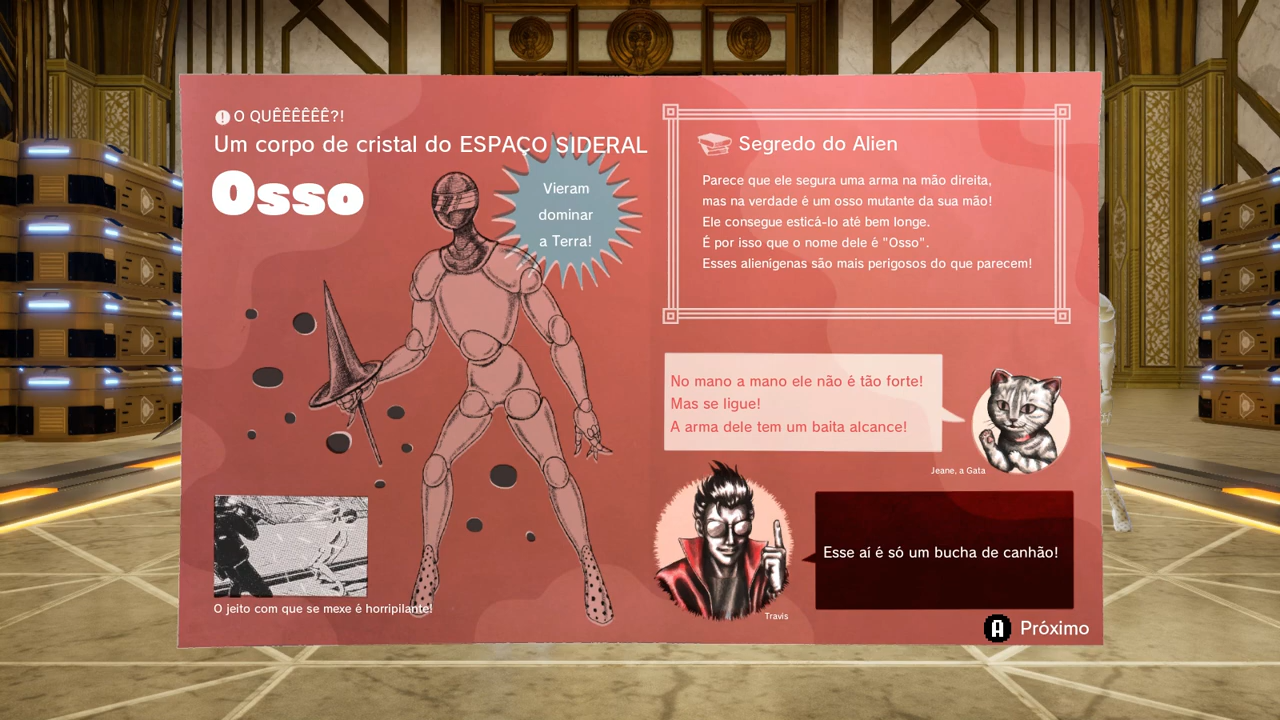 ! O QUÊÊÊÊÊÊ?!
Um corpo de cristal do ESPAÇO SIDERAL
Osso
Vieram
dominar
a Terra!
O jeito com que se mexe é horripilante!
Segredo do Alien
Parece que ele segura uma arma na mão direita,
mas na verdade é um osso mutante da sua mão!
Ele consegue esticá-lo até bem longe.
É por isso que o nome dele é "Osso".
Esses alienígenas são mais perigosos do que parecem!
No mano a mano ele não é tão forte!
Mas se ligue!
A arma dele tem um baita alcance!
Jeane, a Gata
Esse aí é só um bucha de canhão!
Travis
A Próximo